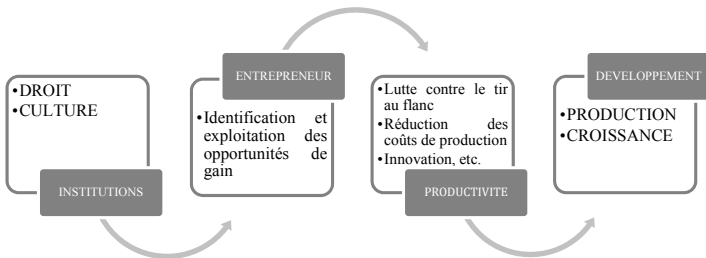 •DROIT
•CULTURE
INSTITUTIONS
ENTREPRENEUR
•Identification et
exploitation des
opportunités de
gain
•Lutte contre le tir
au flanc
•Réduction des
coûts de production
•Innovation, etc.
PRODUCTIVITE
DEVELOPPEMENT
•PRODUCTION
•CROISSANCE